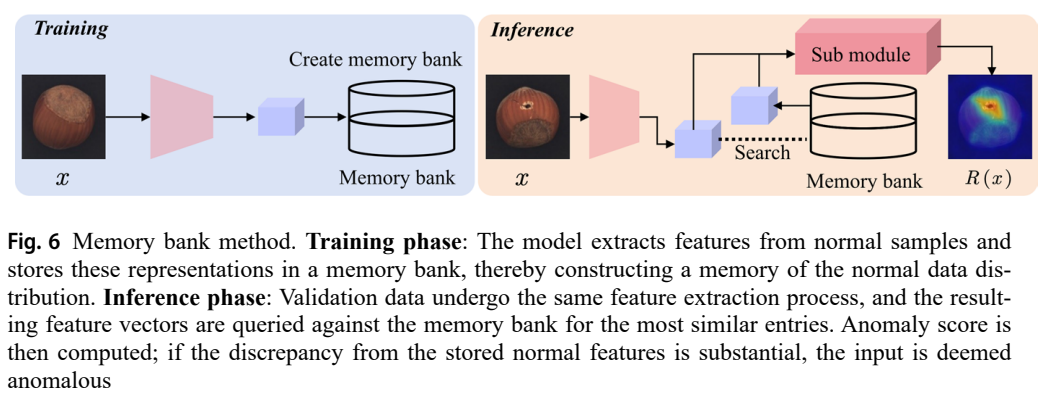 Training
Create memory bank
Memory bank
x
Inference
Sub module
Search
Memory bank
x
R(x)
Fig. 6 Memory bank method. Training phase: The model extracts features from normal samples and
stores these representations in a memory bank, thereby constructing a memory of the normal data dis-
tribution. Inference phase: Validation data undergo the same feature extraction process, and the result-
ing feature vectors are queried against the memory bank for the most similar entries. Anomaly score is
then computed; if the discrepancy from the stored normal features is substantial, the input is deemed
anomalous